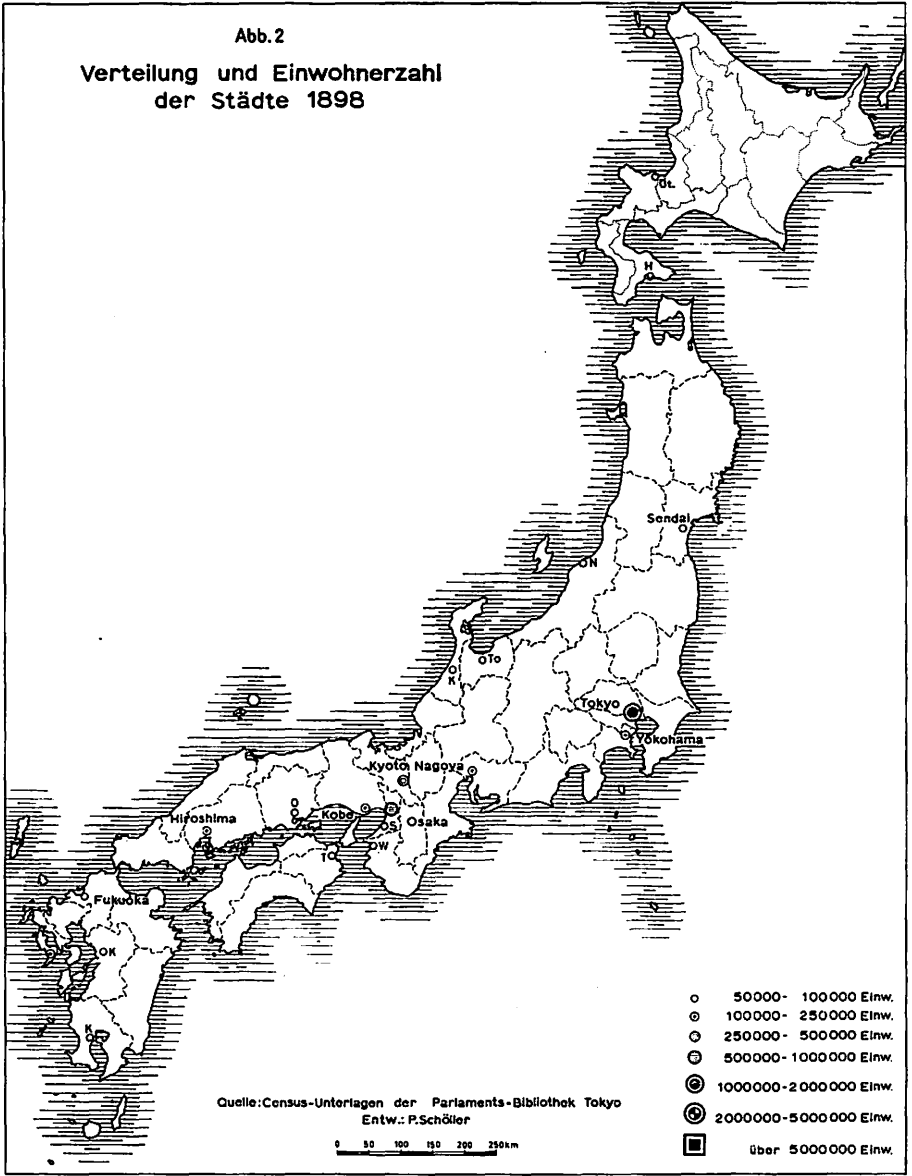 Abb. 2
Verteilung und Einwohnerzahl
der Städte 1898
Öt.
H
Sendai
N
To
K
Tokyo
Yokohama
Kyoto Nagoya
Kobe
Osaka
O
S
W
T
Hiroshima
Fukuoka
K
K
50000- 100000 Einw.
100000- 250000 Einw.
250000- 500000 Einw.
500000-1000000 Einw.
1000000-2000000 Einw.
2000000-5000000 Einw.
über 5000000 Einw.
Quelle:Census-Unterlagen der Parlaments-Bibliothek Tokyo
Entw.: P.Schöller
0 50 100 150 200 250km